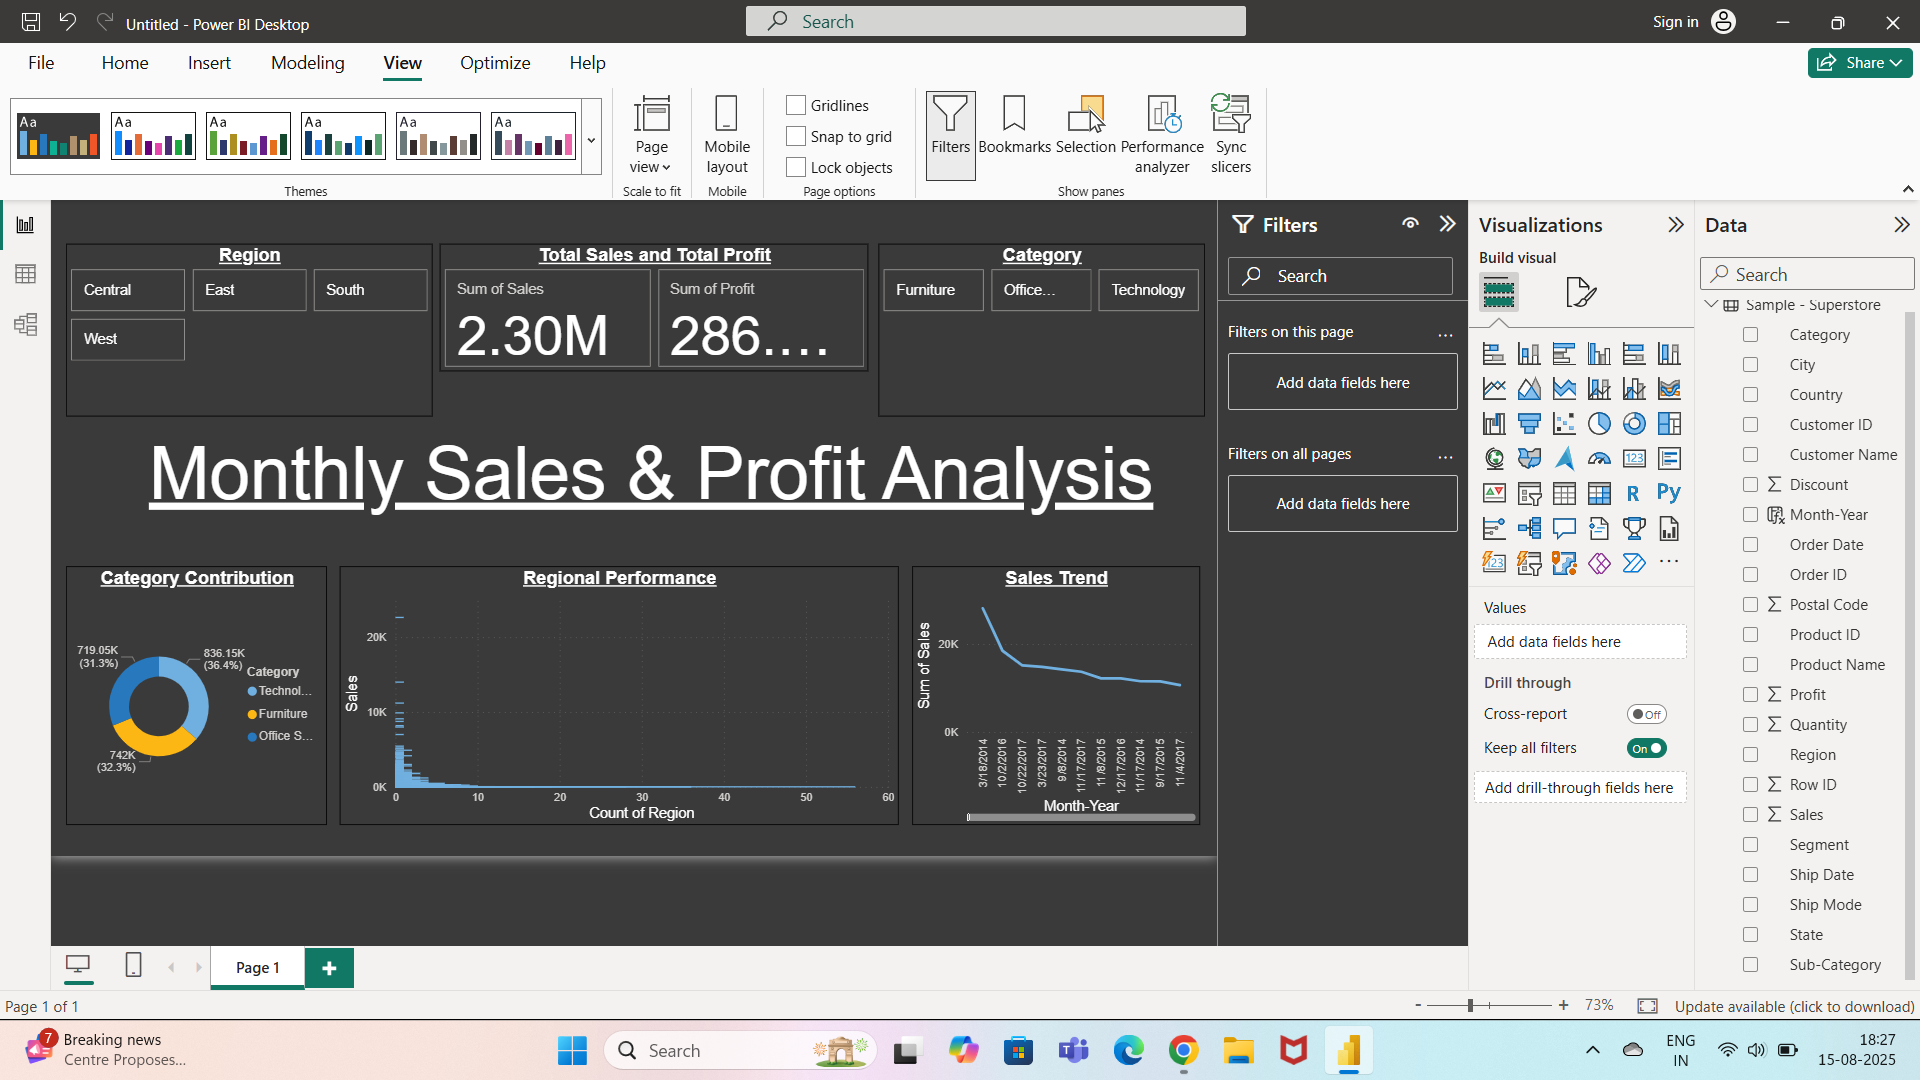 Untitled - Power BI Desktop
Search
Sign in
File
Home
Insert
Modeling
View
Optimize
Help
Share
Aa
Aa
Aa
Aa
Aa
Aa
Themes
Page
view
Scale to fit
Mobile
layout
Mobile
Gridlines
Snap to grid
Lock objects
Page options
Filters
Bookmarks
Selection
Performance
analyzer
Sync
slicers
Show panes
Region
Central
East
South
West
Total Sales and Total Profit
Sum of Sales
2.30M
Sum of Profit
286....
Category
Furniture
Office...
Technology
Monthly Sales & Profit Analysis
Category Contribution
719.05K
(31.3%)
836.15K
(36.4%)
742K
(32.3%)
Category
Technol...
Furniture
Office S...
Regional Performance
Sales
20K
10K
0K
0
10
20
30
40
50
60
Count of Region
Sales Trend
Sum of Sales
20K
0K
3/18/2014
10/2/2016
10/22/2017
3/23/2017
9/8/2014
11/17/2017
11/8/2015
12/17/2016
11/17/2014
9/17/2015
11/4/2017
Month-Year
Filters
Search
Filters on this page
...
Add data fields here
Filters on all pages
...
Add data fields here
Visualizations
Build visual
123
R
Py
123
...
Values
Add data fields here
Drill through
Cross-report
Off
Keep all filters
On
Add drill-through fields here
Data
Search
Sample - Superstore
Category
City
Country
Customer ID
Customer Name
Discount
Month-Year
Order Date
Order ID
Postal Code
Product ID
Product Name
Profit
Quantity
Region
Row ID
Sales
Segment
Ship Date
Ship Mode
State
Sub-Category
Page 1
Page 1 of 1
- + 73%
Update available (click to download)
7
Breaking news
Centre Proposes...
Search
ENG
IN
18:27
15-08-2025